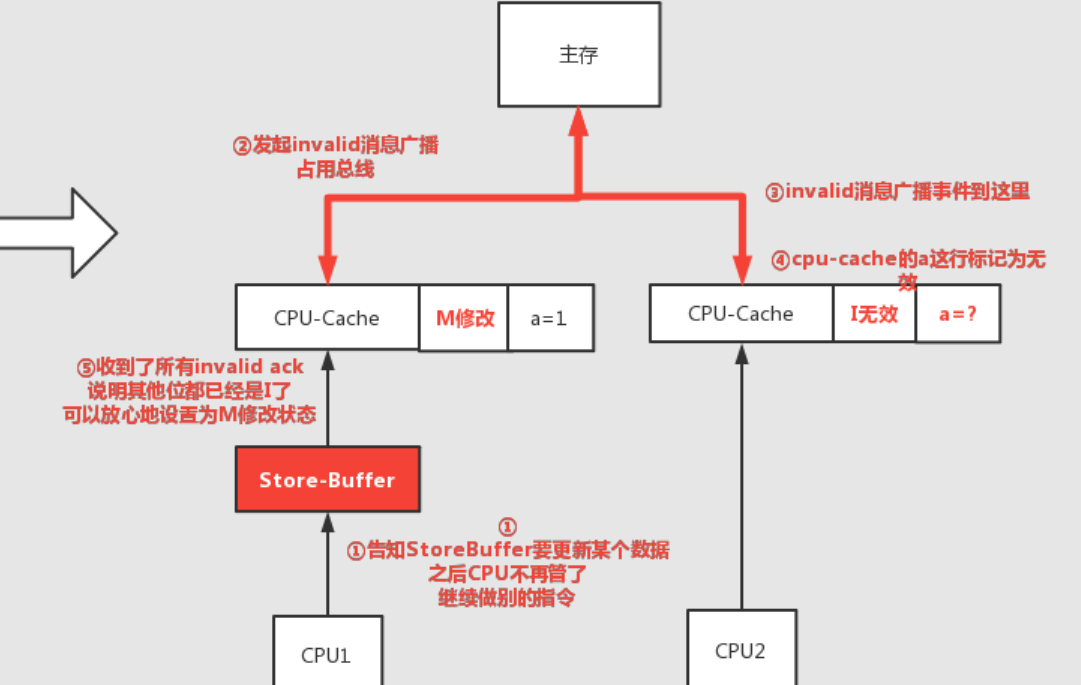 主存
②发起invalid消息广播
占用总线
③invalid消息广播事件到这里
④cpu-cache的a这行标记为无
效
CPU-Cache
M修改
a=1
CPU-Cache
I无效
a=?
⑤收到了所有invalid ack
说明其他位都已经是I了
可以放心地设置为M修改状态
Store-Buffer
①
①告知StoreBuffer要更新某个数据
之后CPU不再管了
继续做别的指令
CPU1
CPU2